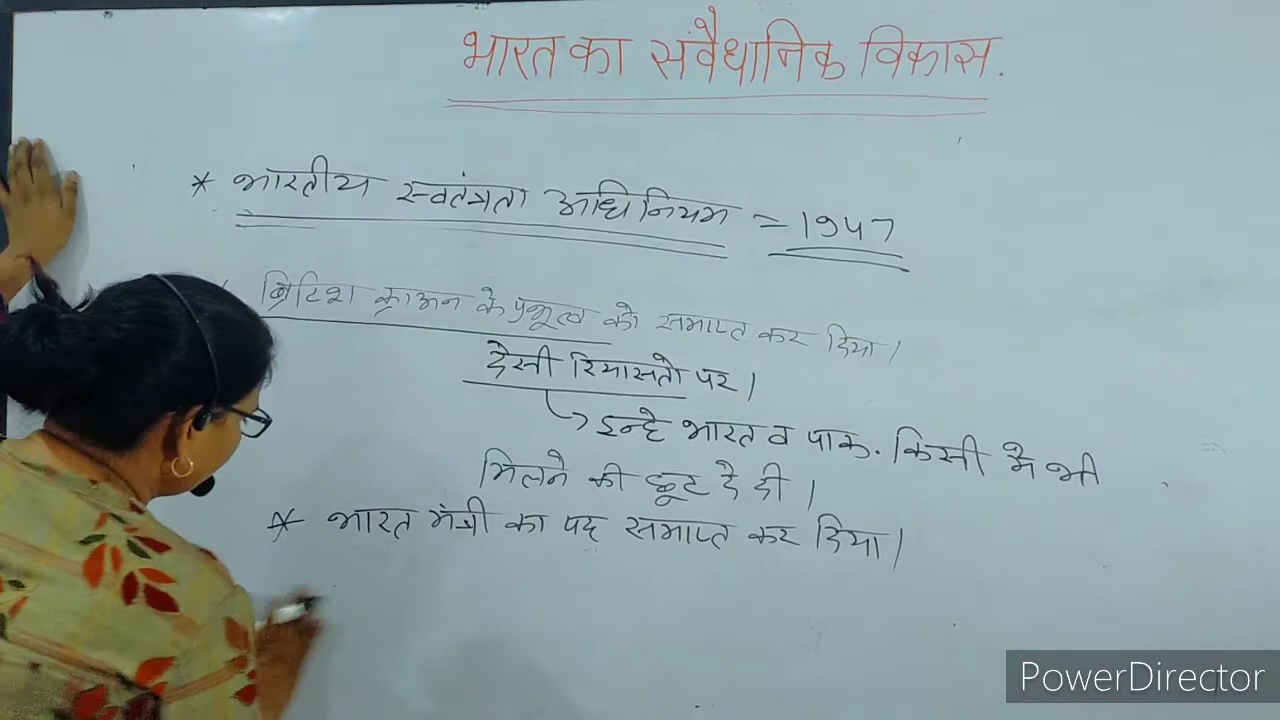 भारत का संवैधानिक विकास.
* भारतीय स्वतंत्रता अधिनियम = 1947
ब्रिटिश क्राऊन के प्रभूत्व को समाप्त कर दिया।
देसी रियासतो पर।
इन्हे भारत व पाक. किसी मे भी
मिलने की छूट दे दी।
* भारत मंत्री का पद समाप्त कर दिया।
PowerDirector